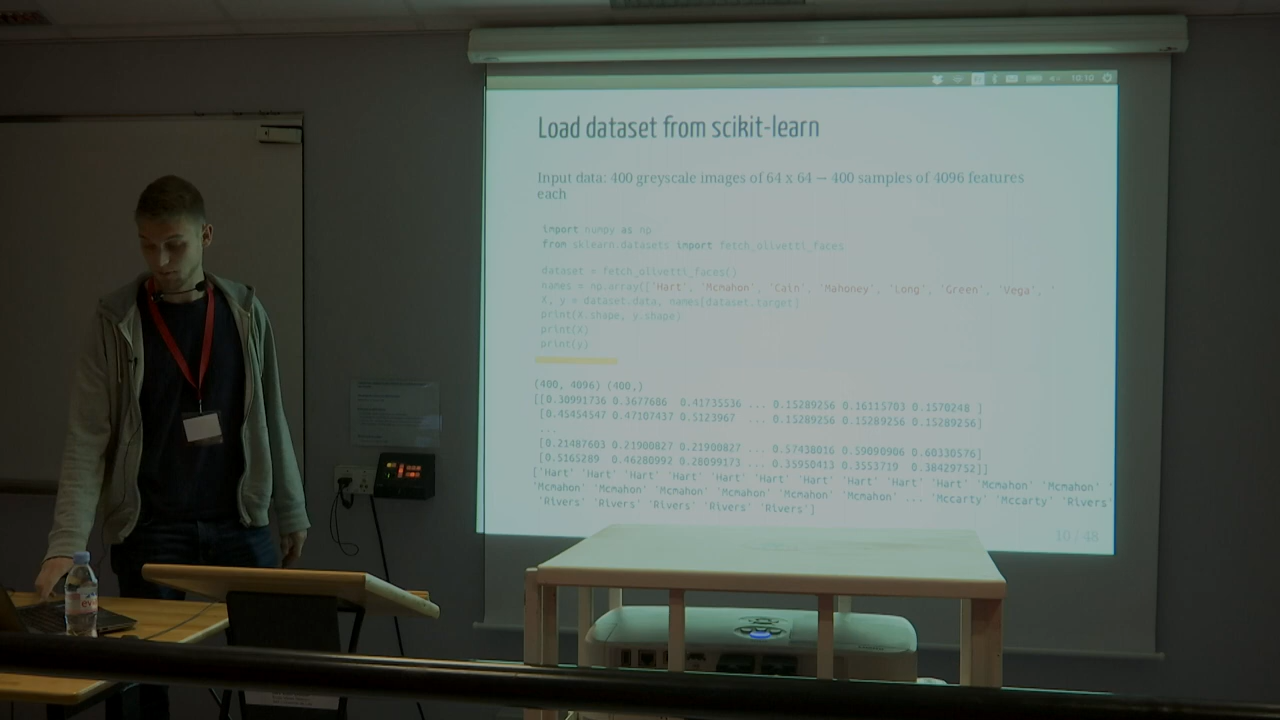 10:10
Load dataset from scikit-learn
Input data: 400 greyscale images of 64 x 64 — 400 samples of 4096 features
each
import numpy as np
from sklearn.datasets import fetch_olivetti_faces
dataset = fetch_olivetti_faces()
names = np.array(['Hart', 'Mcmahon', 'Cain', 'Mahoney', 'Long', 'Green', 'Vega', '
X, y = dataset.data, names[dataset.target]
print(X.shape, y.shape)
print(X)
print(y)
(400, 4096) (400,)
[[0.30991736 0.3677686 0.41735536 ... 0.15289256 0.16115703 0.1570248 ]
[0.45454547 0.47107437 0.5123967 ... 0.15289256 0.15289256 0.15289256]
...
[0.21487603 0.21900827 0.21900827 ... 0.57438016 0.59090906 0.60330576]
[0.5165289 0.46280992 0.28099173 ... 0.35950413 0.3553719 0.38429752]]
['Hart' 'Hart' 'Hart' 'Hart' 'Hart' 'Hart' 'Hart' 'Hart' 'Hart' 'Hart' 'Mcmahon' 'Mcmahon'
'Mcmahon' 'Mcmahon' 'Mcmahon' 'Mcmahon' 'Mcmahon' 'Mcmahon' 'Mcmahon' ... 'Mccarty' 'Mccarty' 'Rivers'
'Rivers' 'Rivers' 'Rivers' 'Rivers' 'Rivers']
10 / 48